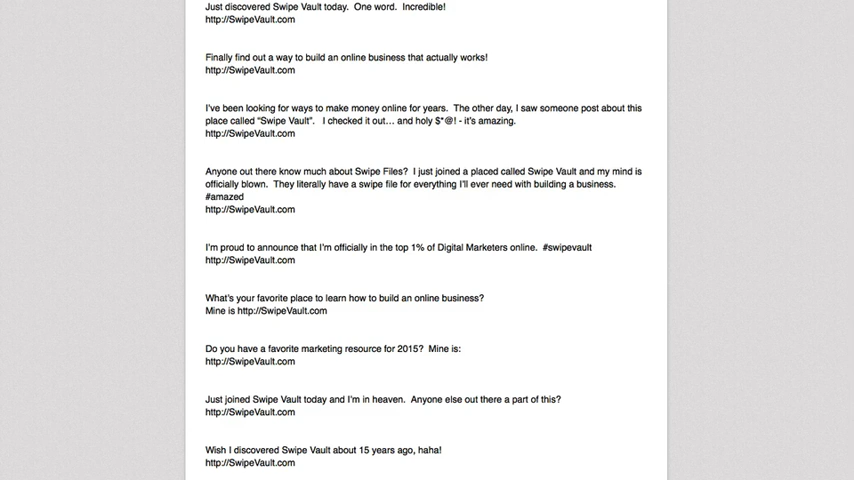 Just discovered Swipe Vault today.  One word.  Incredible!
http://SwipeVault.com
Finally find out a way to build an online business that actually works!
http://SwipeVault.com
I've been looking for ways to make money online for years.  The other day, I saw someone post about this
place called “Swipe Vault”.   I checked it out… and holy $*@! - it's amazing.
http://SwipeVault.com
Anyone out there know much about Swipe Files?  I just joined a placed called Swipe Vault and my mind is
officially blown.  They literally have a swipe file for everything I'll ever need with building a business.
#amazed
http://SwipeVault.com
I'm proud to announce that I'm officially in the top 1% of Digital Marketers online.  #swipevault
http://SwipeVault.com
What's your favorite place to learn how to build an online business?
Mine is http://SwipeVault.com
Do you have a favorite marketing resource for 2015?  Mine is:
http://SwipeVault.com
Just joined Swipe Vault today and I'm in heaven.  Anyone else out there a part of this?
http://SwipeVault.com
Wish I discovered Swipe Vault about 15 years ago, haha!
http://SwipeVault.com